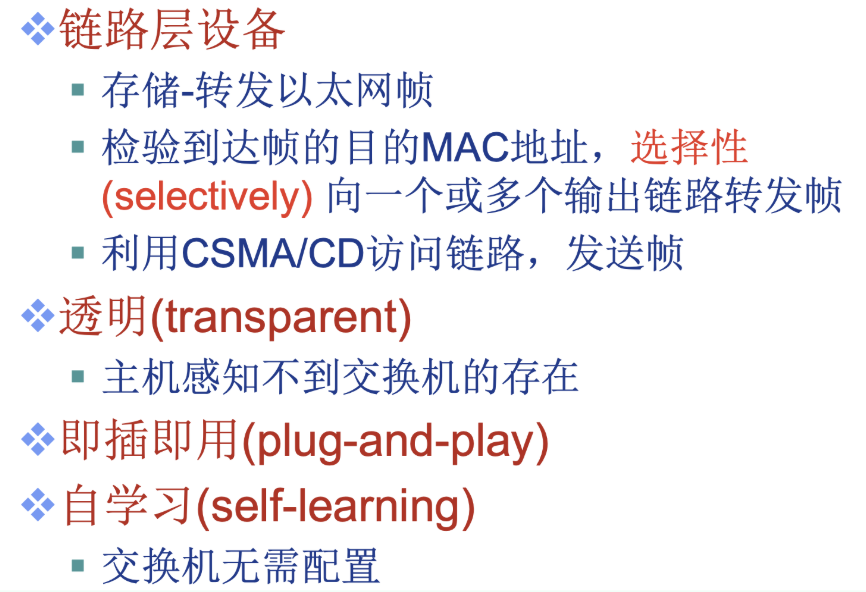 链路层设备
存储-转发以太网帧
检验到达帧的目的MAC地址，选择性
(selectively) 向一个或多个输出链路转发帧
利用CSMA/CD访问链路，发送帧
透明(transparent)
主机感知不到交换机的存在
即插即用(plug-and-play)
自学习(self-learning)
交换机无需配置